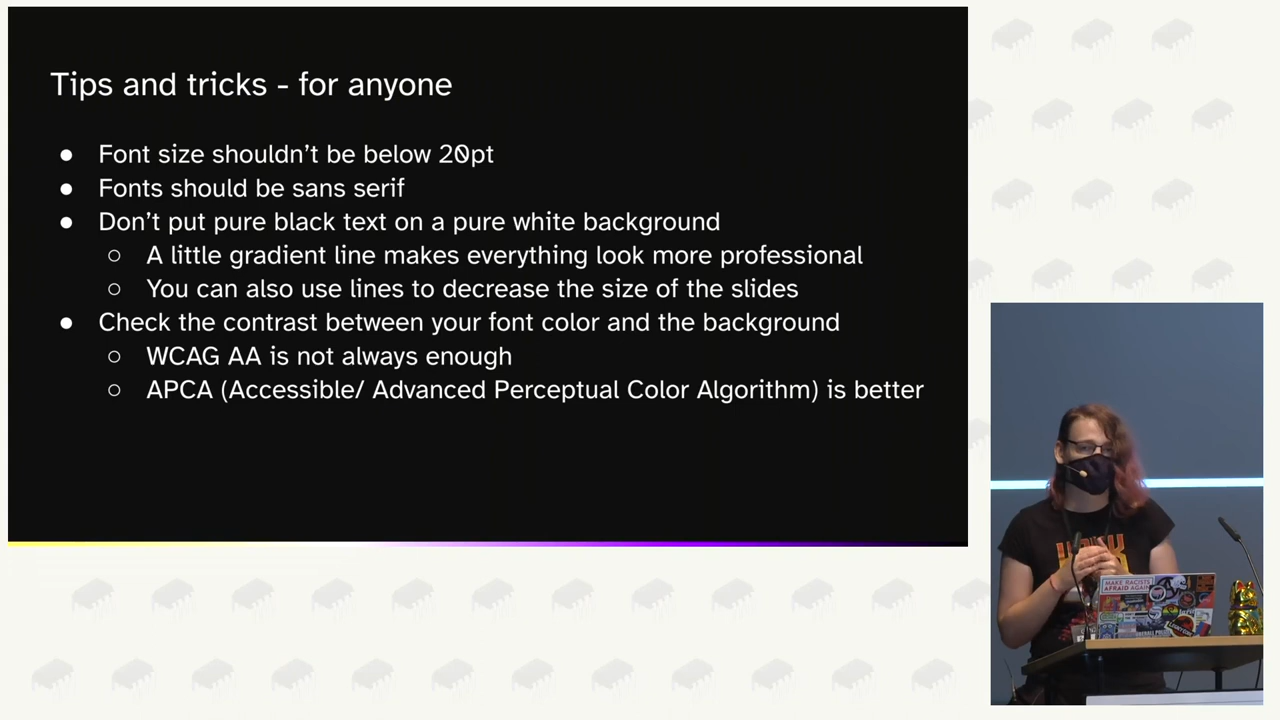 Tips and tricks - for anyone
● Font size shouldn't be below 20pt
● Fonts should be sans serif
● Don't put pure black text on a pure white background
○ A little gradient line makes everything look more professional
○ You can also use lines to decrease the size of the slides
● Check the contrast between your font color and the background
○ WCAG AA is not always enough
○ APCA (Accessible/ Advanced Perceptual Color Algorithm) is better
MAKE RACISTS
AFRAID AGAIN